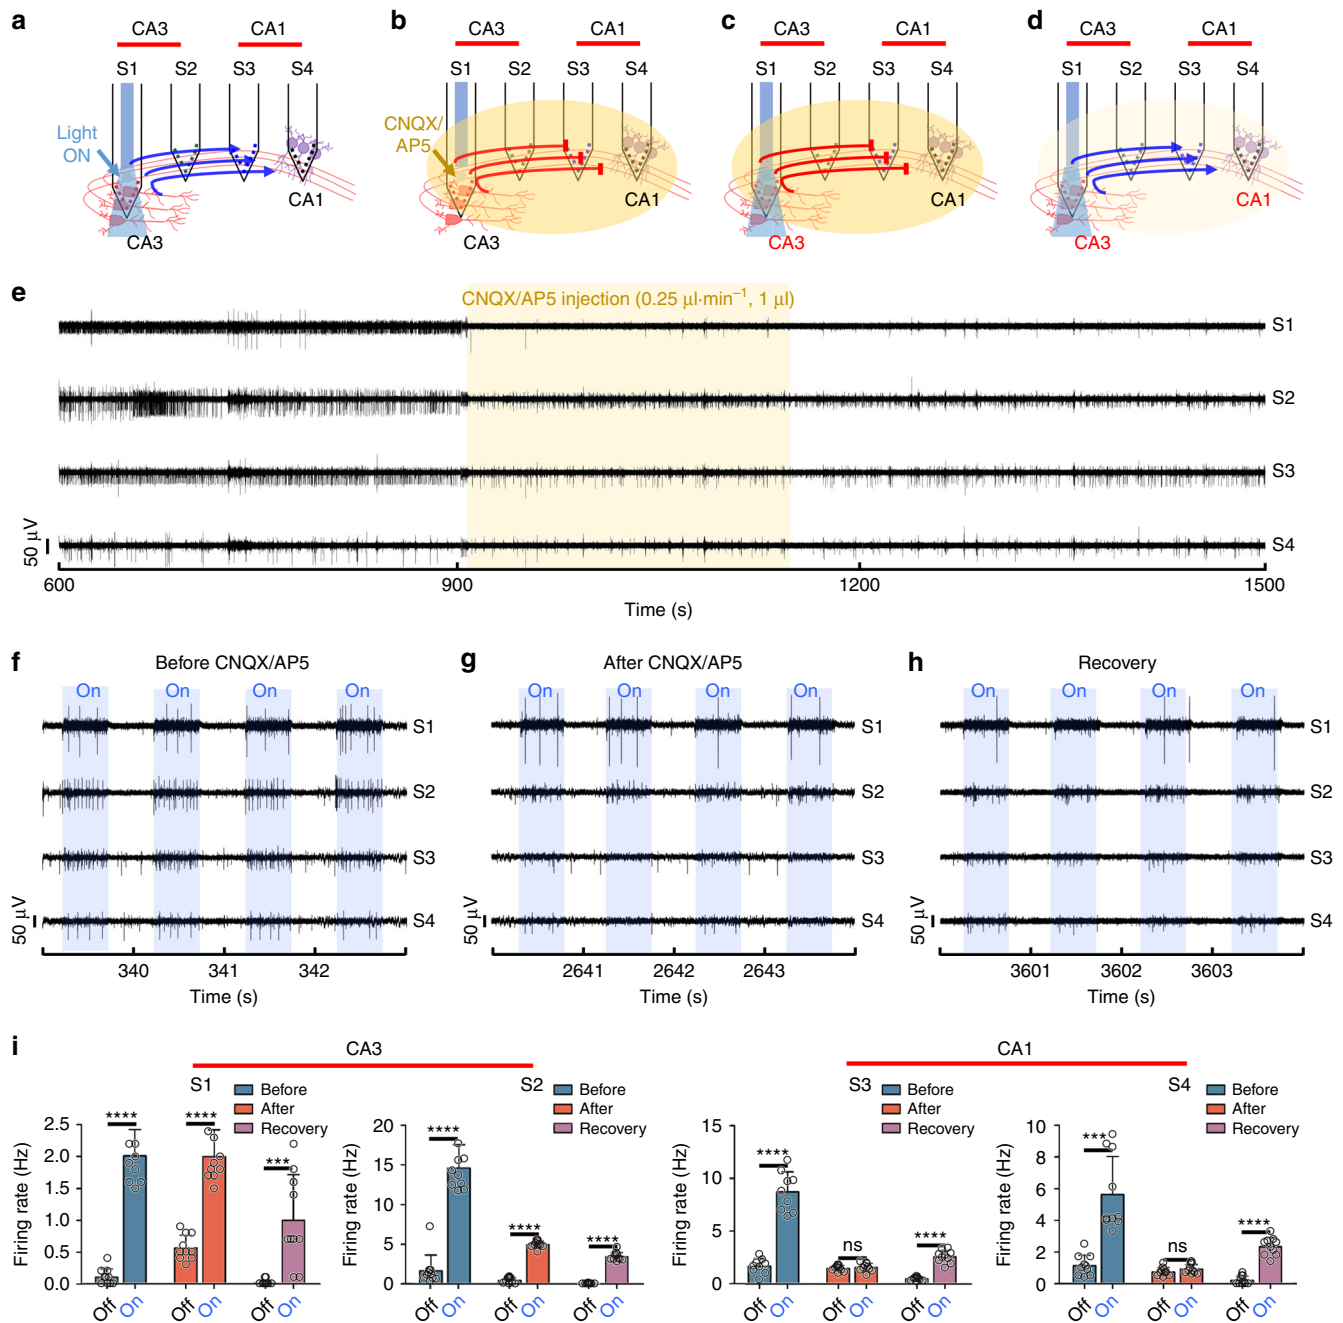 a
CA3 CA1
S1 S2 S3 S4
Light
ON
CA1
CA3
b
CA3 CA1
S1 S2 S3 S4
CNQX/
AP5
CA1
CA3
c
CA3 CA1
S1 S2 S3 S4
CA1
CA3
d
CA3 CA1
S1 S2 S3 S4
CA1
CA3
e
CNQX/AP5 injection (0.25 µl·min⁻¹, 1 µl)
S1
S2
S3
S4
50 µV
600 900 1200 1500
Time (s)
f
Before CNQX/AP5
On On On On
S1
S2
S3
S4
50 µV
340 341 342
Time (s)
g
After CNQX/AP5
On On On On
S1
S2
S3
S4
50 µV
2641 2642 2643
Time (s)
h
Recovery
On On On On
S1
S2
S3
S4
50 µV
3601 3602 3603
Time (s)
i
CA3
S1
Before
After
Recovery
Firing rate (Hz)
2.5
2.0
1.5
1.0
0.5
0.0
**** **** ***
Off On Off On Off On
S2
Before
After
Recovery
Firing rate (Hz)
20
15
10
5
0
**** **** ****
Off On Off On Off On
CA1
S3
Before
After
Recovery
Firing rate (Hz)
15
10
5
0
**** ns ****
Off On Off On Off On
S4
Before
After
Recovery
Firing rate (Hz)
10
8
6
4
2
0
*** ns ****
Off On Off On Off On